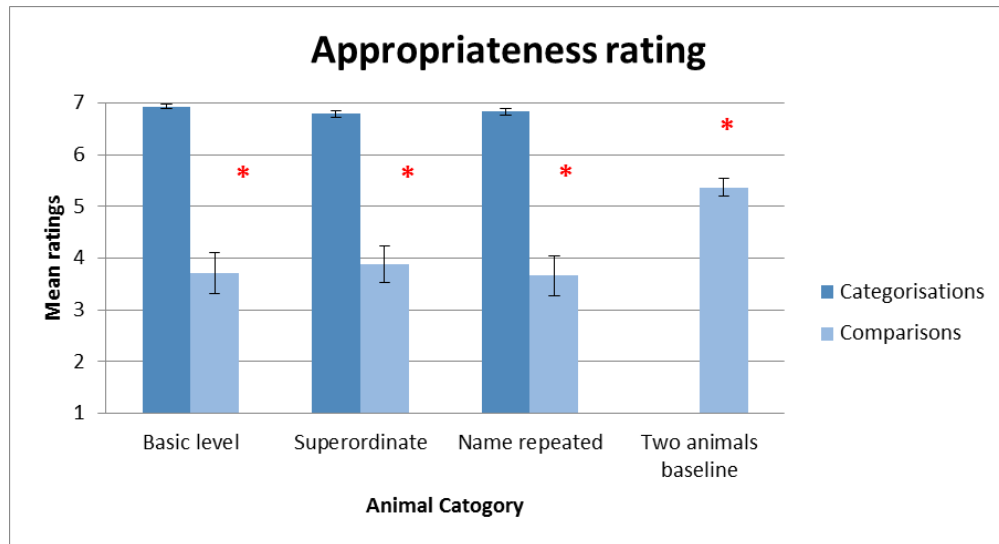 Appropriateness rating
7
6
5
4
3
2
1
Mean ratings
*
*
*
*
Basic level
Superordinate
Name repeated
Two animals
baseline
Animal Catogory
Categorisations
Comparisons